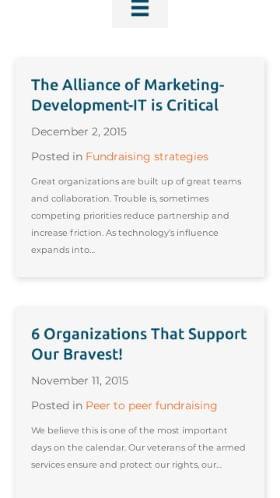 The Alliance of Marketing-
Development-IT is Critical
December 2, 2015
Posted in Fundraising strategies
Great organizations are built up of great teams
and collaboration. Trouble is, sometimes
competing priorities reduce partnership and
increase friction. As technology's influence
expands into...
6 Organizations That Support
Our Bravest!
November 11, 2015
Posted in Peer to peer fundraising
We believe this is one of the most important
days on the calendar. Our veterans of the armed
services ensure and protect our rights, our...